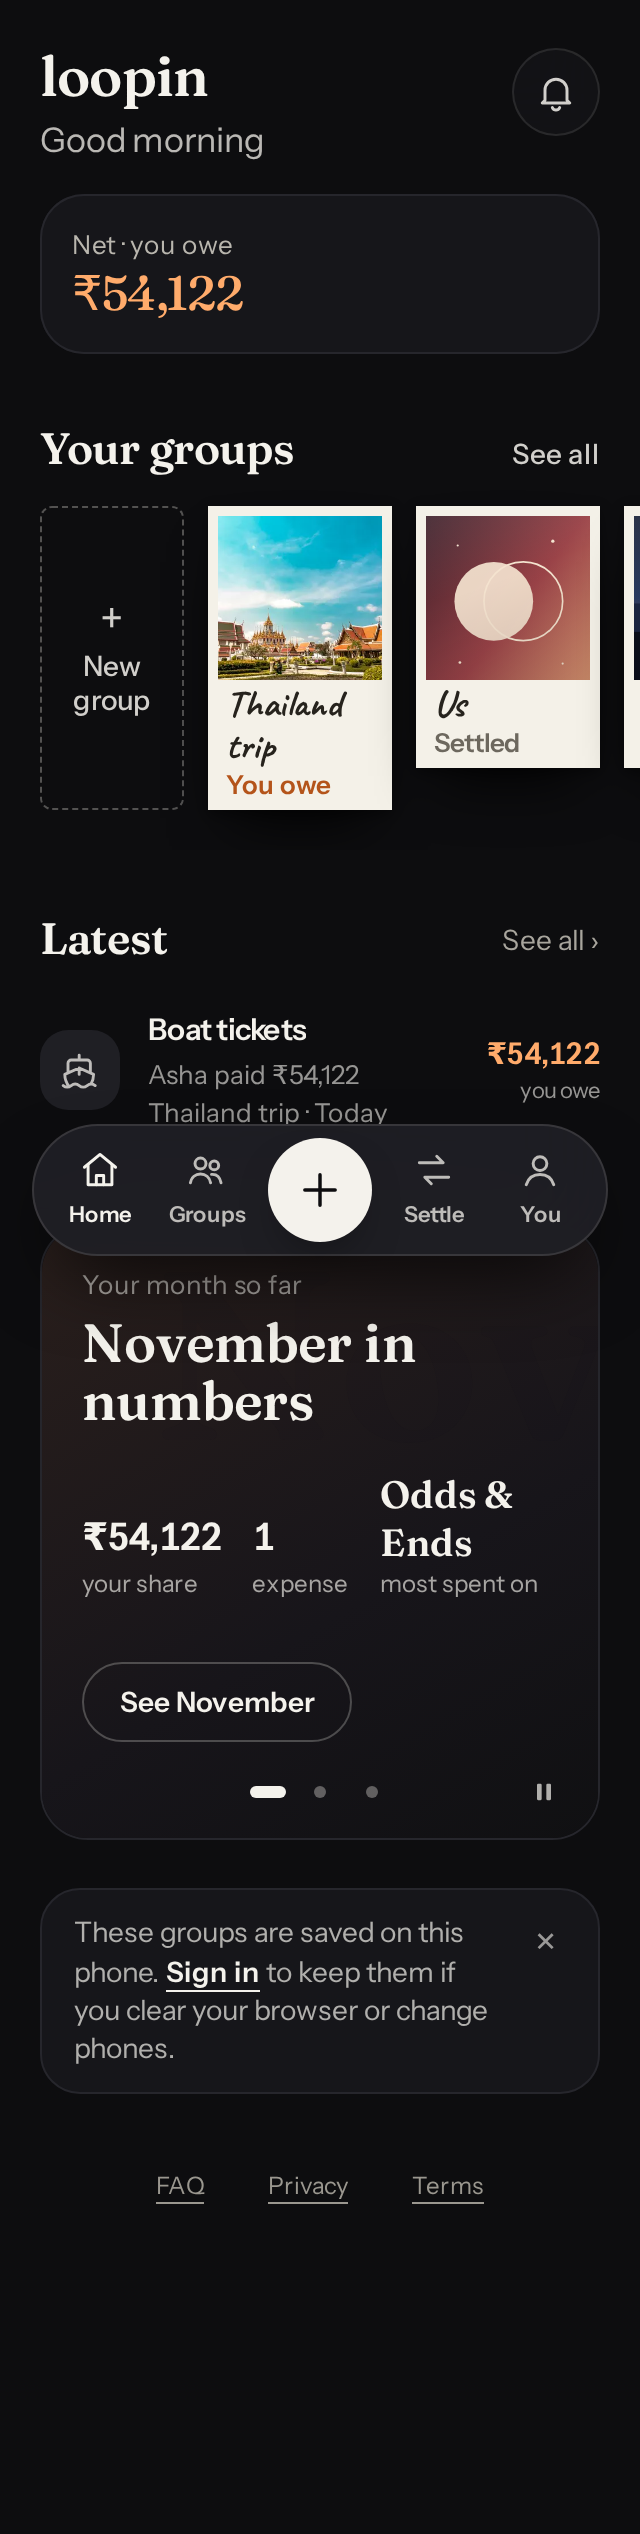 loopin
Good morning
Net · you owe
₹54,122
Your groups
See all
+
New
group
Thailand
trip
You owe
Us
Settled
Latest
See all ›
Boat tickets
Asha paid ₹54,122
Thailand trip · Today
₹54,122
you owe
Home
Groups
Settle
You
Your month so far
November in
numbers
₹54,122
your share
1
expense
Odds &
Ends
most spent on
See November
These groups are saved on this
phone. Sign in to keep them if
you clear your browser or change
phones.
FAQ
Privacy
Terms